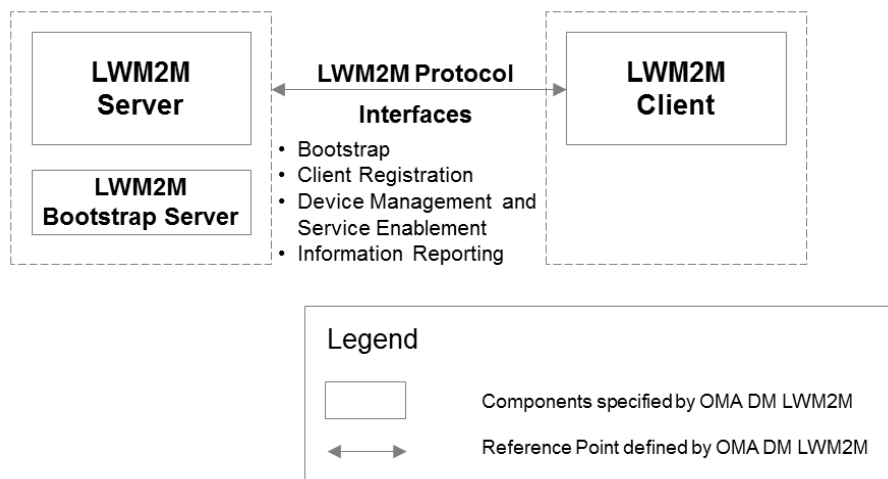 LWM2M
Server
LWM2M
Bootstrap Server
LWM2M Protocol
Interfaces
• Bootstrap
• Client Registration
• Device Management and
Service Enablement
• Information Reporting
LWM2M
Client
Legend
Components specified by OMA DM LWM2M
Reference Point defined by OMA DM LWM2M